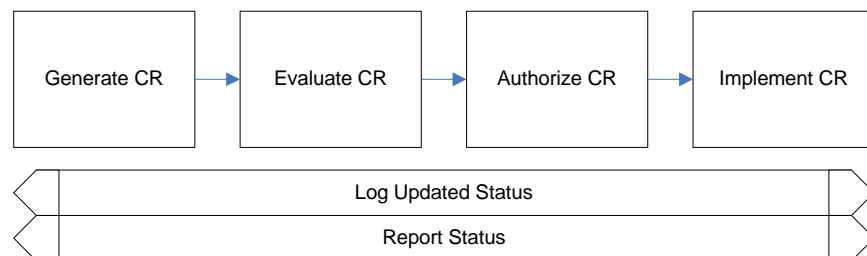 Generate CR
Evaluate CR
Authorize CR
Implement CR
Log Updated Status
Report Status